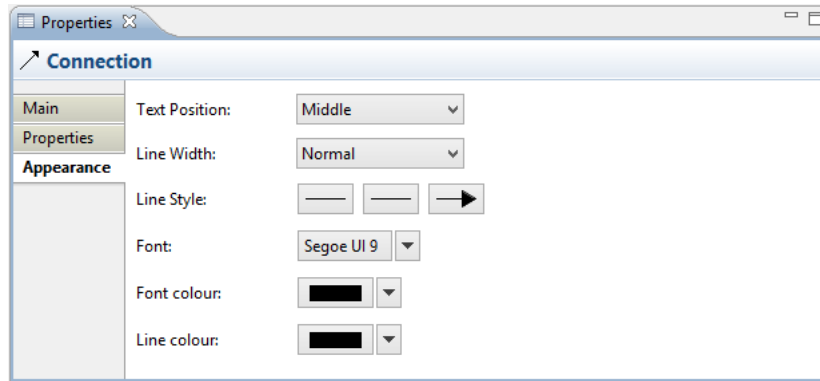 Properties
Connection
Main
Properties
Appearance
Text Position: Middle
Line Width: Normal
Line Style:
Font: Segoe UI 9
Font colour:
Line colour: